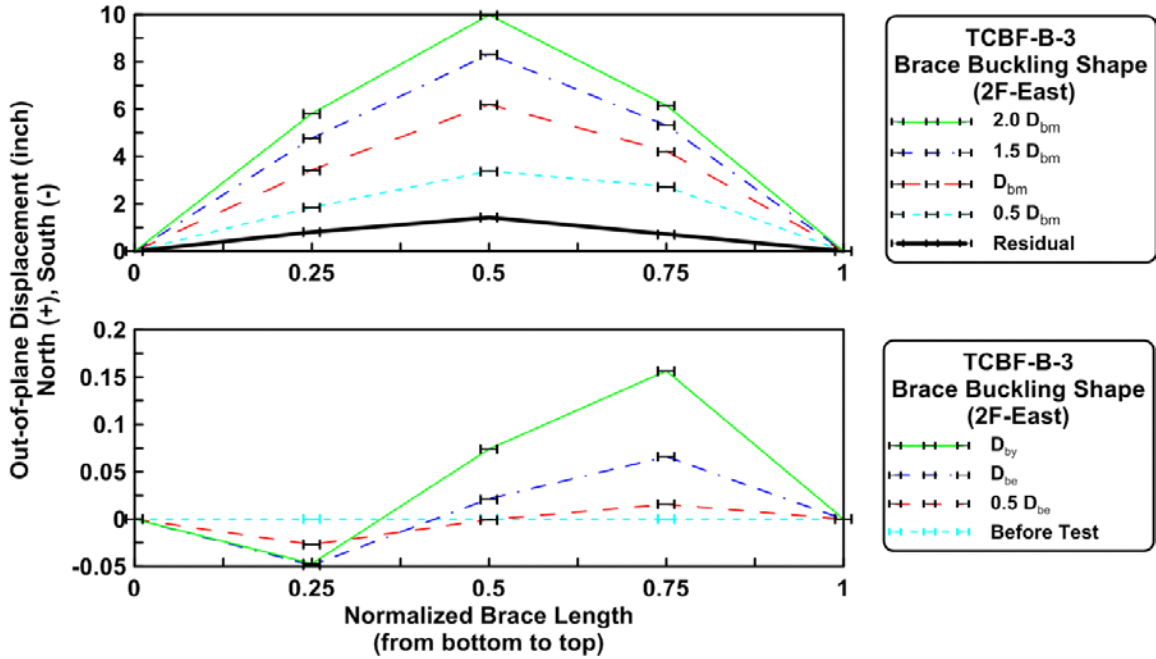 Out-of-plane Displacement (inch)
North (+), South (-)
10
8
6
4
2
0
0
0.25
0.5
0.75
1
TCBF-B-3
Brace Buckling Shape
(2F-East)
2.0 Dbm
1.5 Dbm
Dbm
0.5 Dbm
Residual
0.2
0.15
0.1
0.05
0
-0.05
0
0.25
0.5
0.75
1
Normalized Brace Length
(from bottom to top)
TCBF-B-3
Brace Buckling Shape
(2F-East)
Dby
Dbe
0.5 Dbe
Before Test